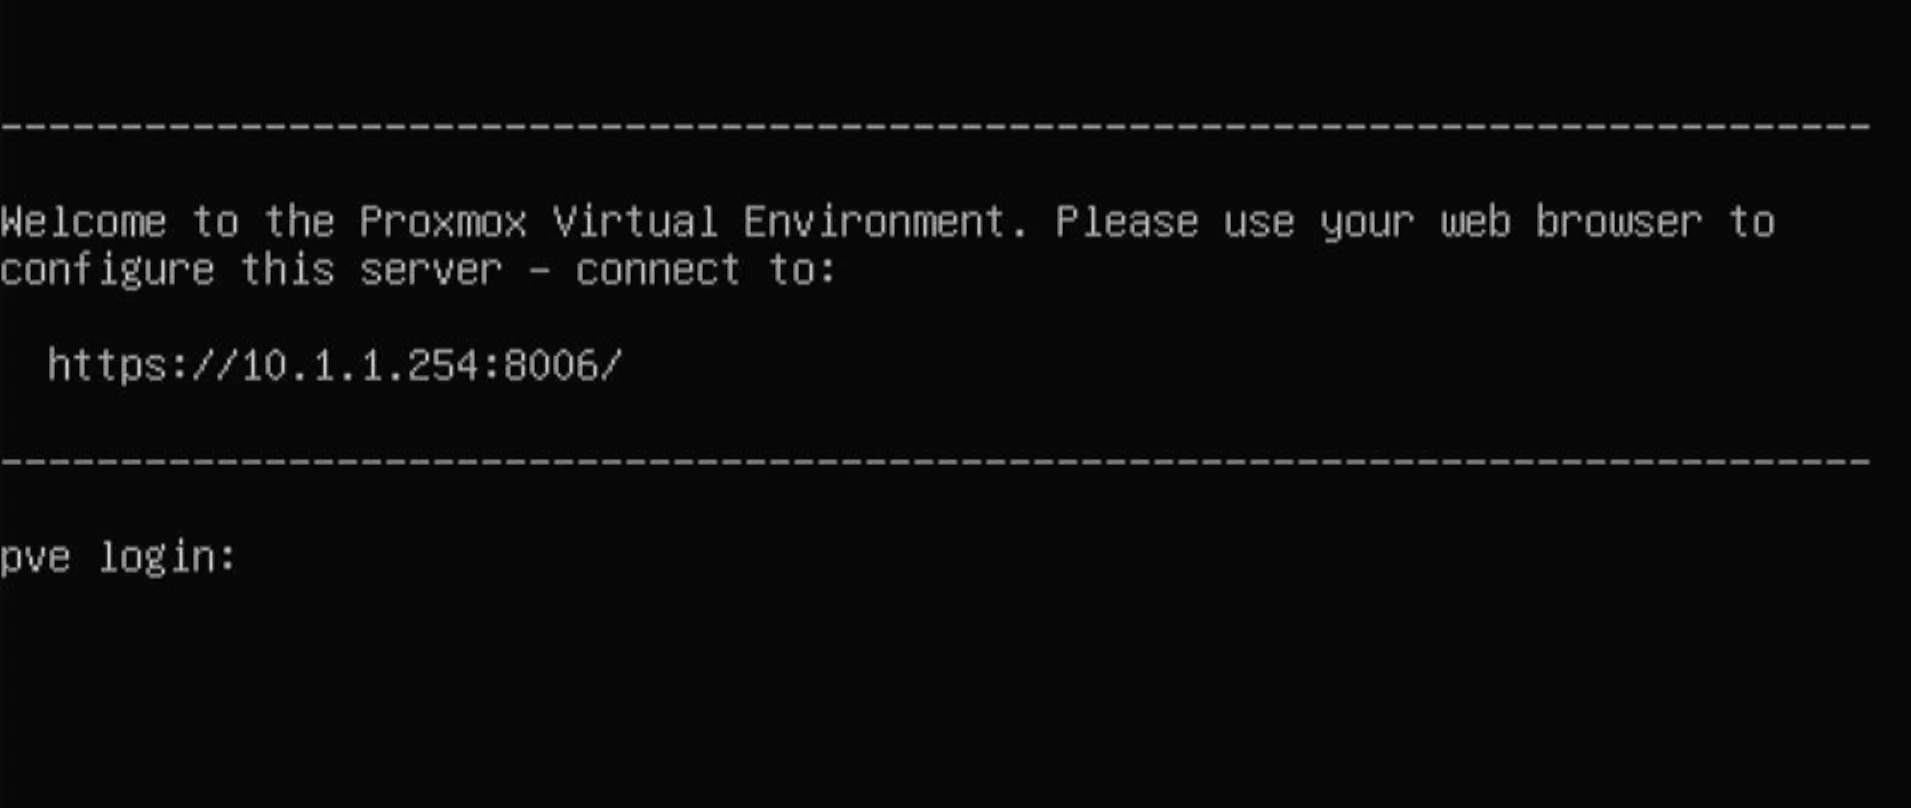 --------------------------------------------------------------------------------
Welcome to the Proxmox Virtual Environment. Please use your web browser to
configure this server - connect to:
https://10.1.1.254:8006/
--------------------------------------------------------------------------------
pve login: